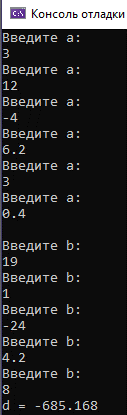 Консоль отладки
Введите a:
3
Введите a:
12
Введите a:
-4
Введите a:
6.2
Введите a:
3
Введите a:
0.4
Введите b:
19
Введите b:
1
Введите b:
-24
Введите b:
4.2
Введите b:
8
d = -685.168